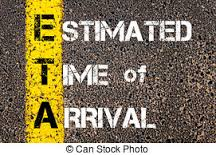 ESTIMATED
TIME of
ARRIVAL
© Can Stock Photo